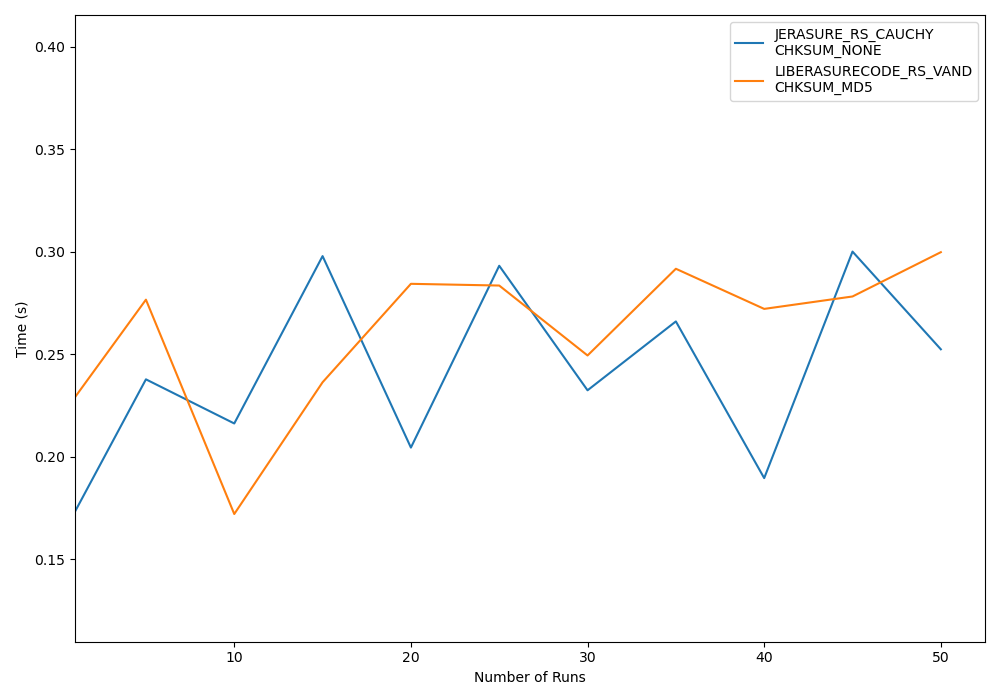 JERASURE_RS_CAUCHY
CHKSUM_NONE
LIBERASURECODE_RS_VAND
CHKSUM_MD5
0.40
0.35
0.30
0.25
0.20
0.15
Time (s)
10 20 30 40 50
Number of Runs